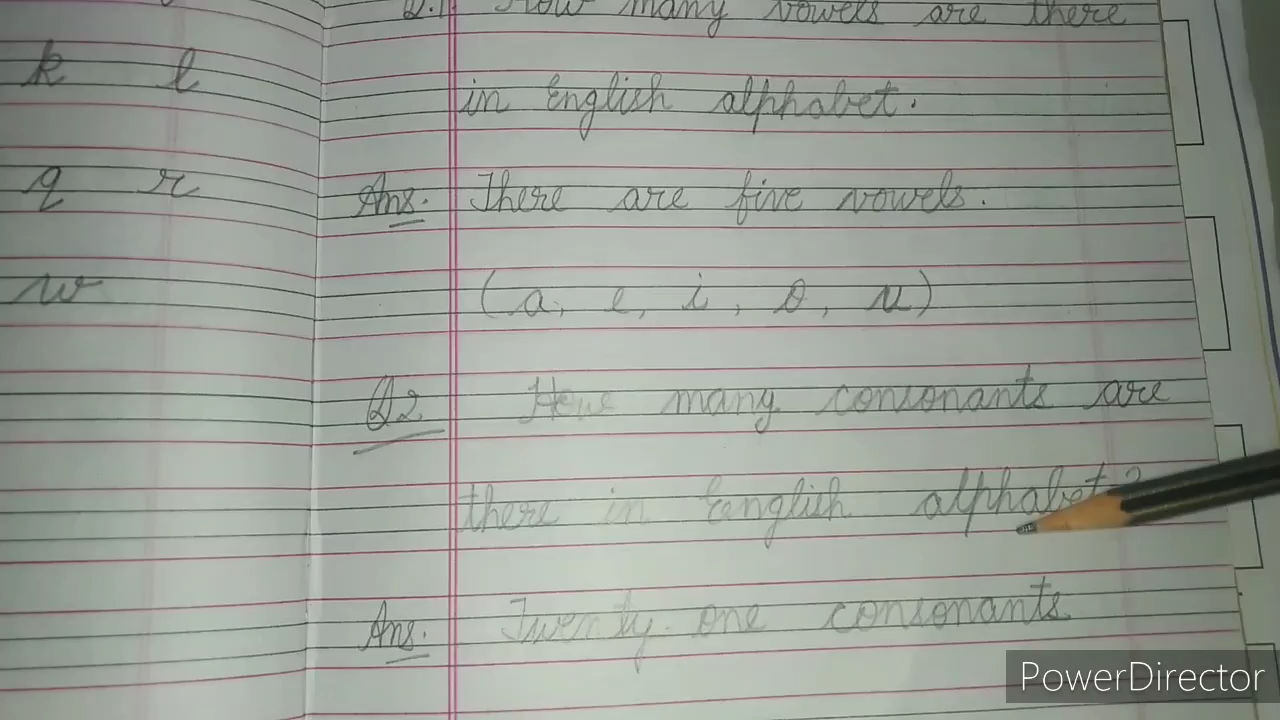 k l
q r
w
Q.1 How many vowels are there
in English alphabet.
Ans. There are five vowels.
(a, e, i, o, u)
Q2 How many consonants are
there in English alphabet?
Ans. Twenty-one consonants
PowerDirector